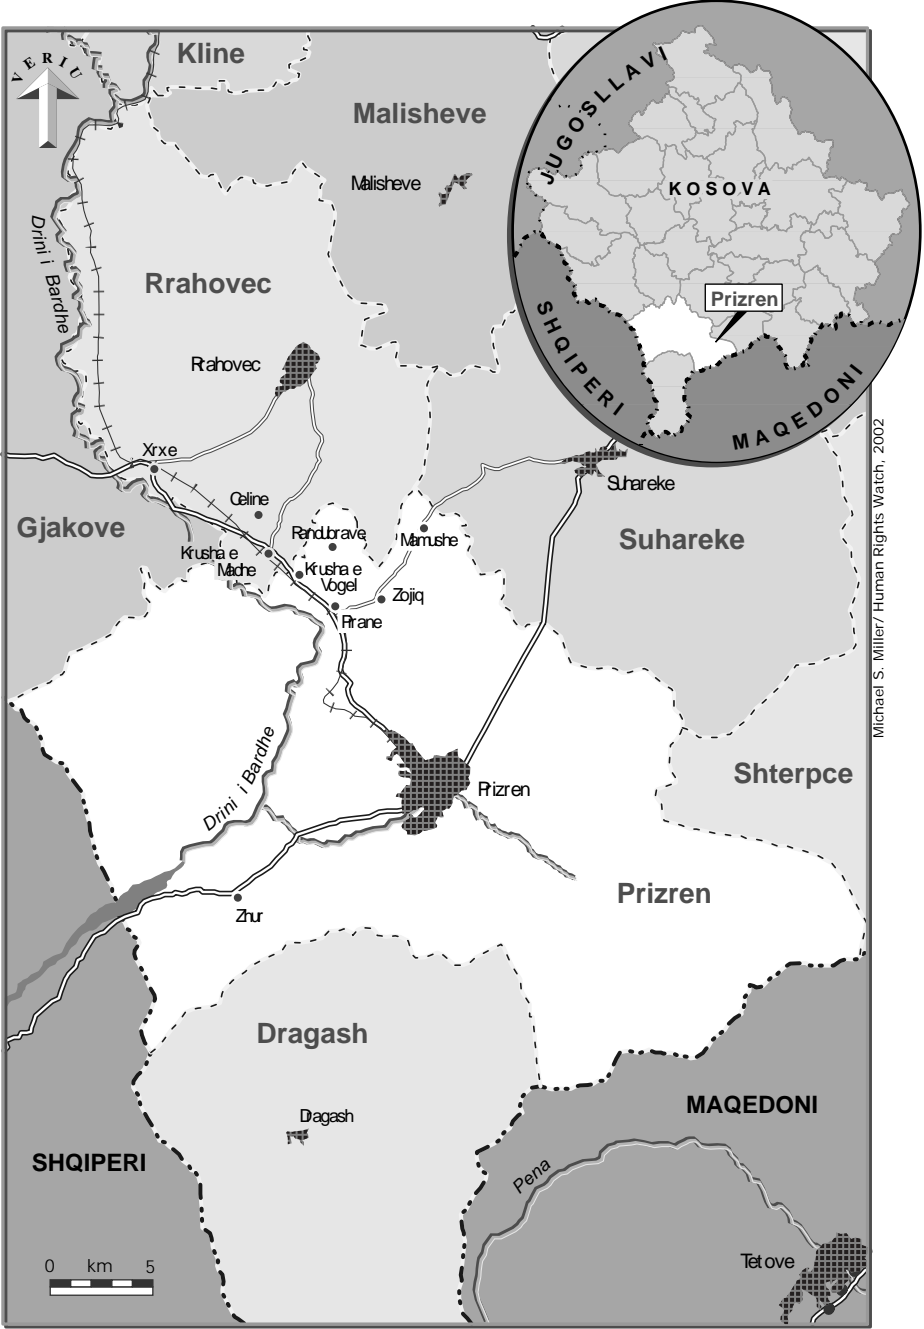 VERIU
Kline
Malisheve
Malisheve
JUGOSLLAVI
KOSOVA
Prizren
SHQIPERI
MAQEDONI
Drini i Bardhe
Rrahovec
Rrahovec
Xrxe
Celine
Gjakove
Krusha e
Madhe
Randubrave
Krusha e
Vogel
Mamushe
Zojiq
Pirane
Suhareke
Suhareke
Michael S. Miller/ Human Rights Watch, 2002
Drini i Bardhe
Prizren
Shterpce
Prizren
Zhur
Dragash
Dragash
MAQEDONI
SHQIPERI
Pena
Tetove
0 km 5